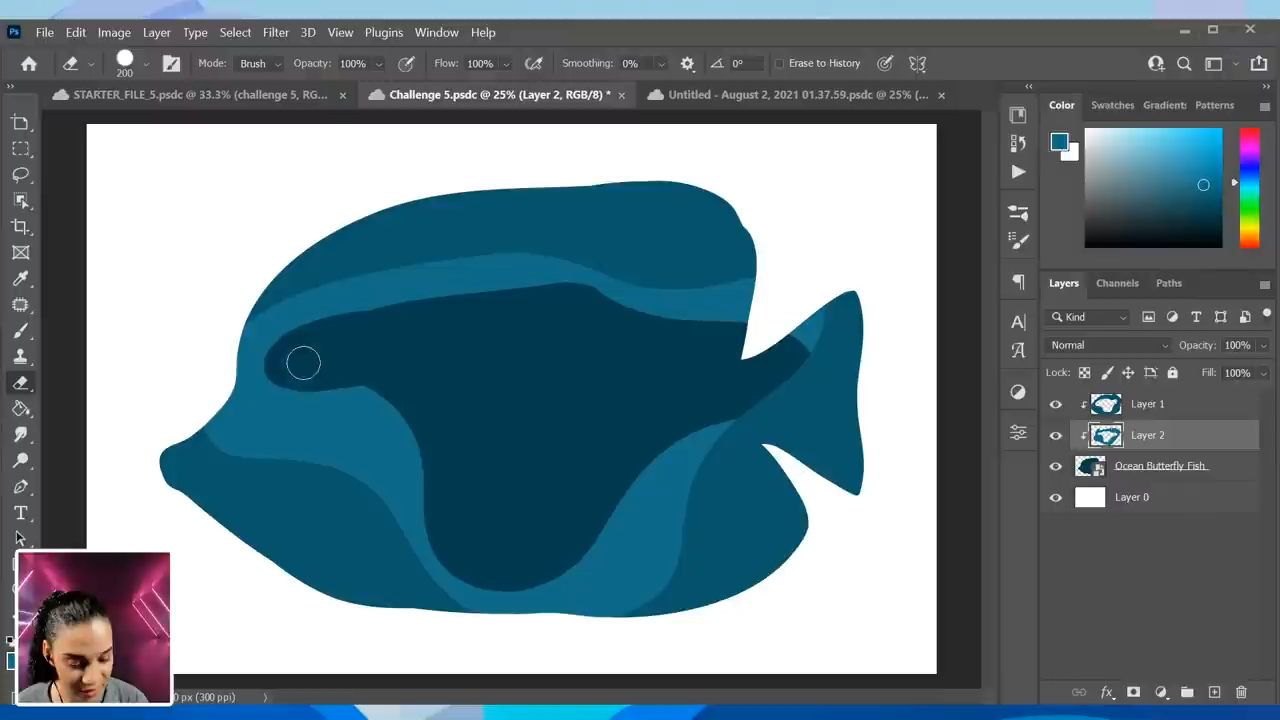 Ps File Edit Image Layer Type Select Filter 3D View Plugins Window Help
200 Mode: Brush Opacity: 100% Flow: 100% Smoothing: 0% 0° Erase to History
STARTER_FILE_5.psdc @ 33.3% (challenge 5, RG... × Challenge 5.psdc @ 25% (Layer 2, RGB/8) * × Untitled - August 2, 2021 01.37.59.psdc @ 25% (... ×
Color Swatches Gradient: Patterns
Layers Channels Paths
Kind
Normal Opacity: 100%
Lock: Fill: 100%
Layer 1
Layer 2
Ocean Butterfly Fish
Layer 0
px (300 ppi)